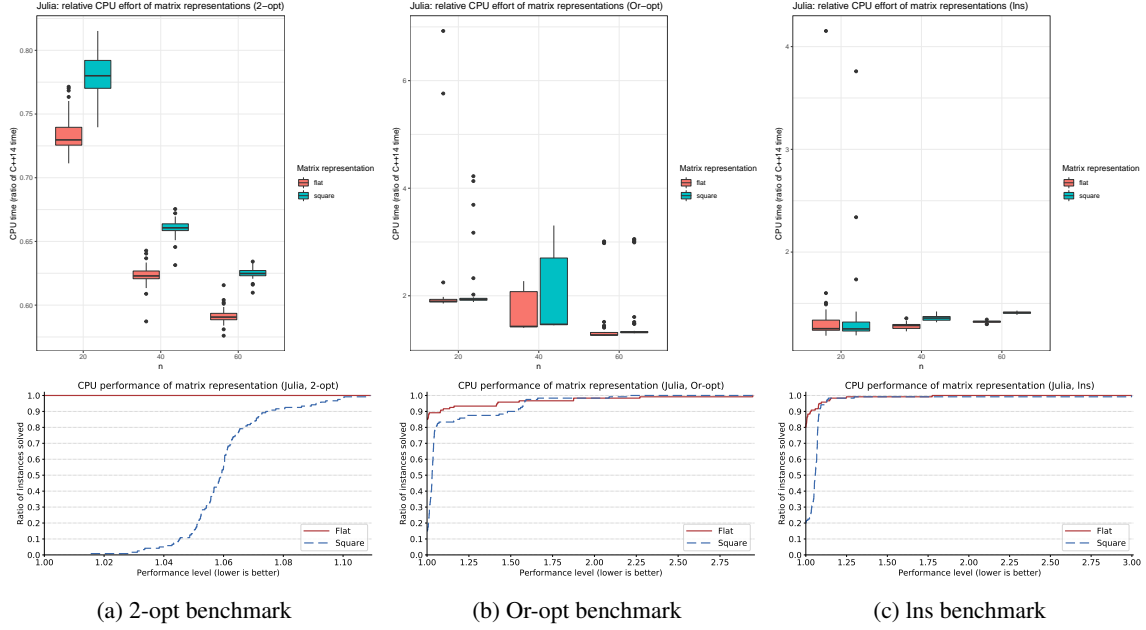 Julia: relative CPU effort of matrix representations (2−opt)
CPU time (ratio of C++14 time)
0.80
0.75
0.70
0.65
0.60
20
40
60
n
Matrix representation
flat
square
Julia: relative CPU effort of matrix representations (Or−opt)
CPU time (ratio of C++14 time)
6
4
2
20
40
60
n
Matrix representation
flat
square
Julia: relative CPU effort of matrix representations (lns)
CPU time (ratio of C++14 time)
4
3
2
20
40
60
n
Matrix representation
flat
square
CPU performance of matrix representation (Julia, 2-opt)
Ratio of instances solved
1.0
0.9
0.8
0.7
0.6
0.5
0.4
0.3
0.2
0.1
0.0
1.00 1.02 1.04 1.06 1.08 1.10
Performance level (lower is better)
Flat
Square
CPU performance of matrix representation (Julia, Or-opt)
Ratio of instances solved
1.0
0.9
0.8
0.7
0.6
0.5
0.4
0.3
0.2
0.1
0.0
1.00 1.25 1.50 1.75 2.00 2.25 2.50 2.75
Performance level (lower is better)
Flat
Square
CPU performance of matrix representation (Julia, lns)
Ratio of instances solved
1.0
0.9
0.8
0.7
0.6
0.5
0.4
0.3
0.2
0.1
0.0
1.00 1.25 1.50 1.75 2.00 2.25 2.50 2.75 3.00
Performance level (lower is better)
Flat
Square
(a) 2-opt benchmark
(b) Or-opt benchmark
(c) lns benchmark